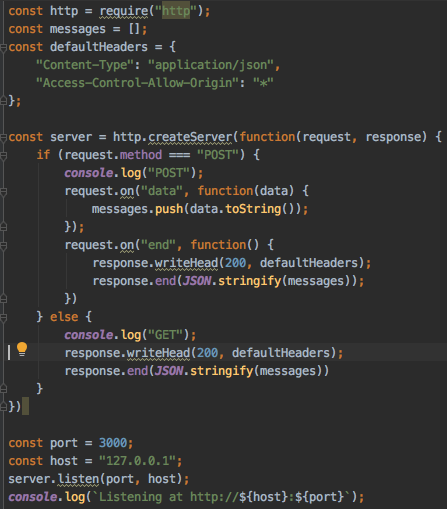 const http = require("http");
const messages = [];
const defaultHeaders = {
    "Content-Type": "application/json",
    "Access-Control-Allow-Origin": "*"
};

const server = http.createServer(function(request, response) {
    if (request.method === "POST") {
        console.log("POST");
        request.on("data", function(data) {
            messages.push(data.toString());
        });
        request.on("end", function() {
            response.writeHead(200, defaultHeaders);
            response.end(JSON.stringify(messages));
        })
    } else {
        console.log("GET");
        response.writeHead(200, defaultHeaders);
        response.end(JSON.stringify(messages))
    }
})

const port = 3000;
const host = "127.0.0.1";
server.listen(port, host);
console.log(`Listening at http://${host}:${port}`);